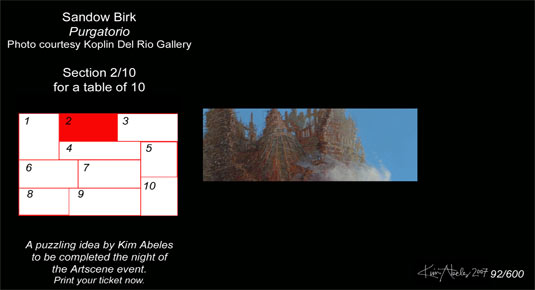 Sandow Birk
Purgatorio
Photo courtesy Koplin Del Rio Gallery
Section 2/10
for a table of 10
1
2
3
4
5
6
7
8
9
10
A puzzling idea by Kim Abeles
to be completed the night of
the Artscene event.
Print your ticket now.
Kim Abeles 2007 92/600